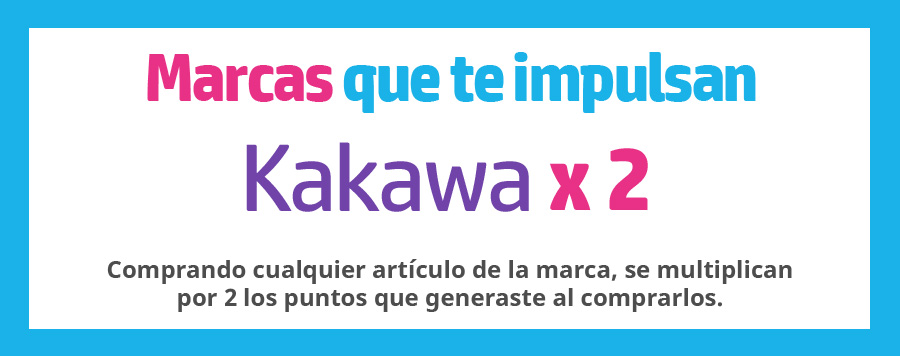 Marcas que te impulsan
Kakawa x 2
Comprando cualquier artículo de la marca, se multiplican
por 2 los puntos que generaste al comprarlos.